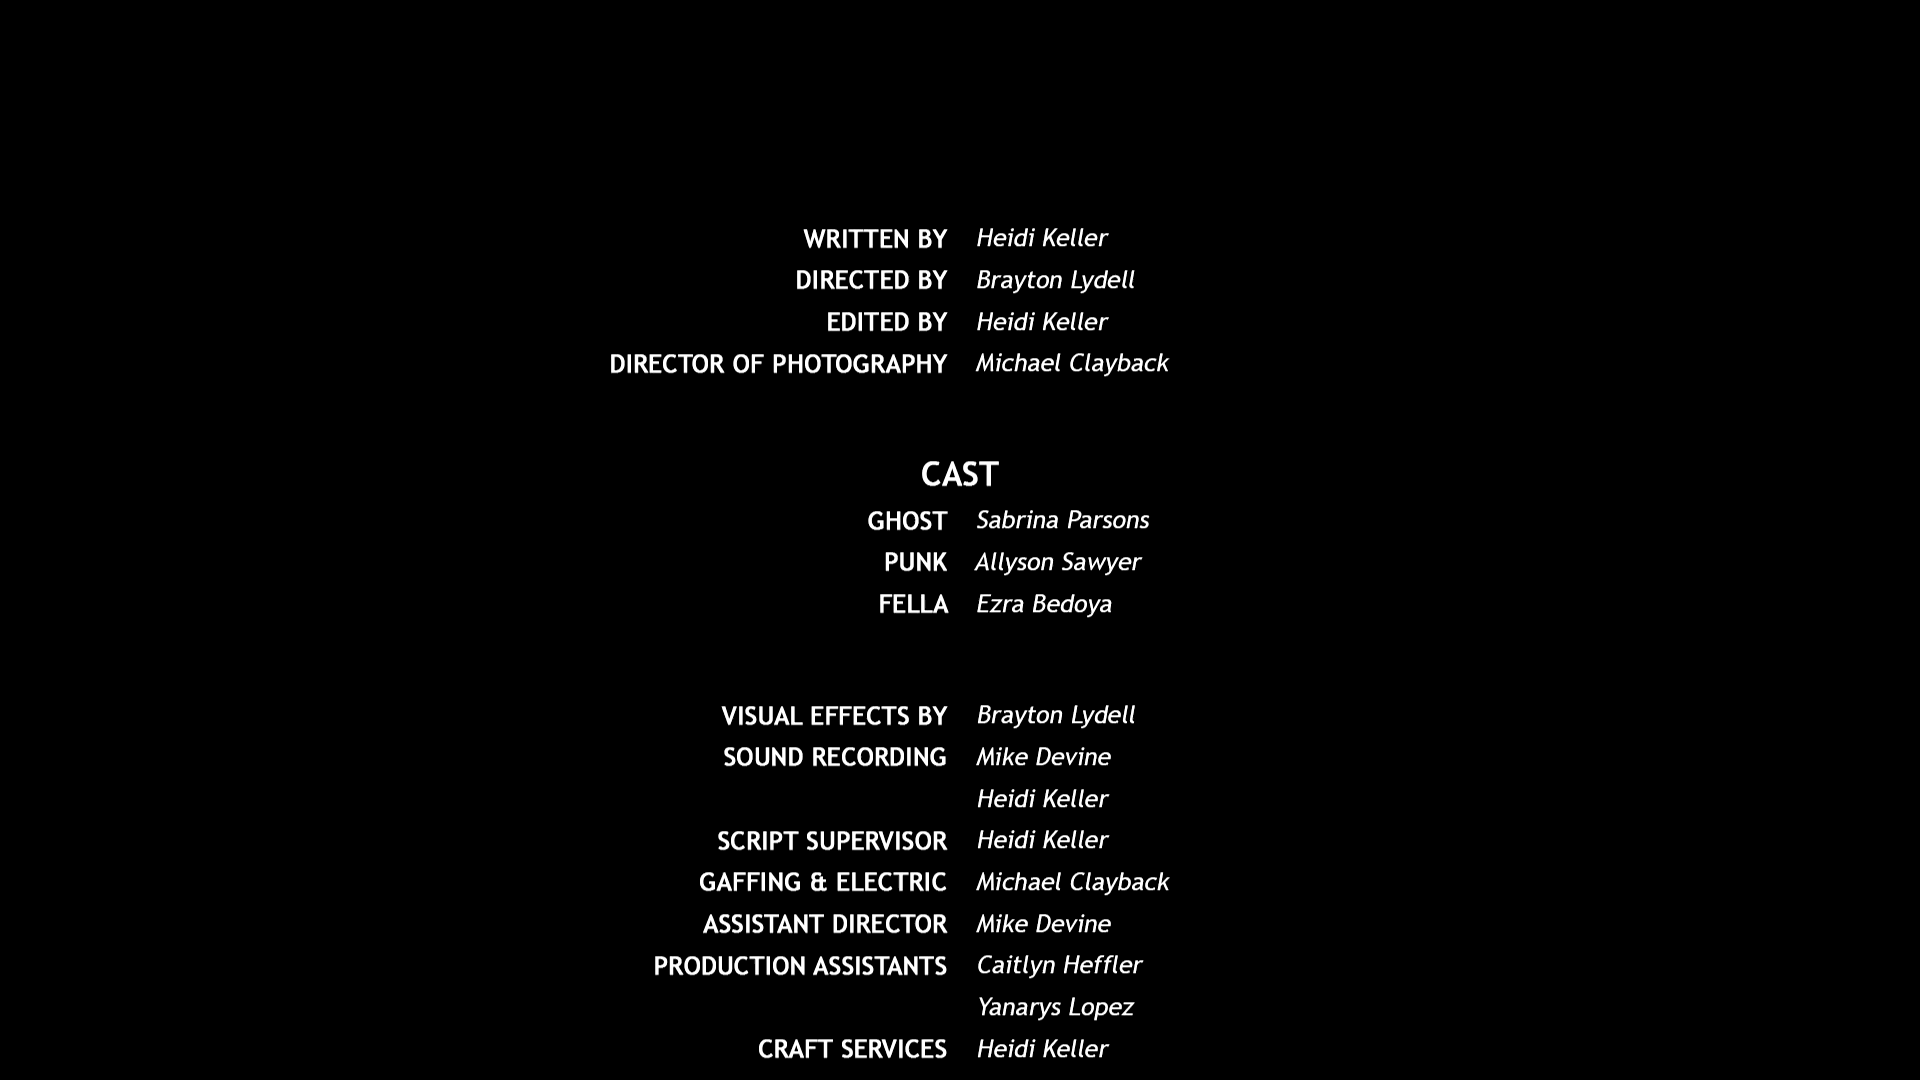 WRITTEN BY Heidi Keller
DIRECTED BY Brayton Lydell
EDITED BY Heidi Keller
DIRECTOR OF PHOTOGRAPHY Michael Clayback
CAST
GHOST Sabrina Parsons
PUNK Allyson Sawyer
FELLA Ezra Bedoya
VISUAL EFFECTS BY Brayton Lydell
SOUND RECORDING Mike Devine
Heidi Keller
SCRIPT SUPERVISOR Heidi Keller
GAFFING & ELECTRIC Michael Clayback
ASSISTANT DIRECTOR Mike Devine
PRODUCTION ASSISTANTS Caitlyn Heffler
Yanarys Lopez
CRAFT SERVICES Heidi Keller